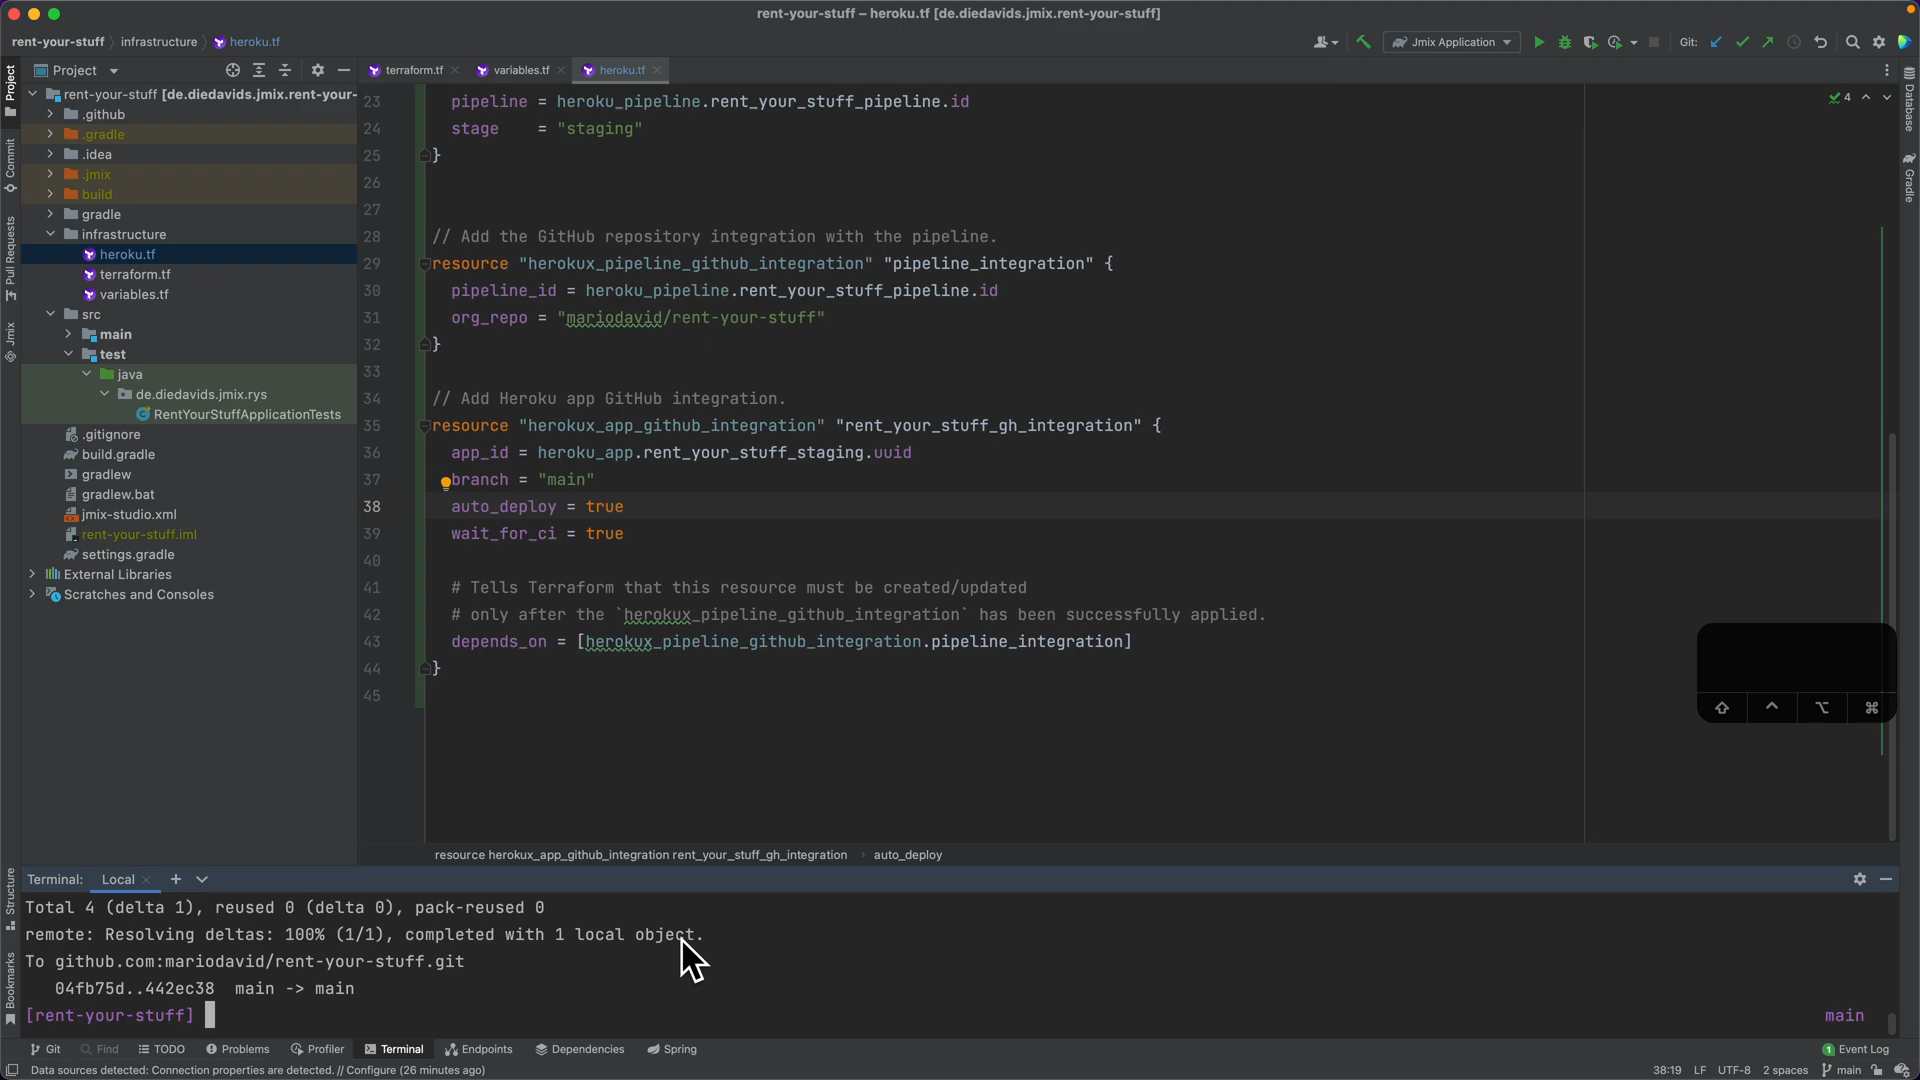 rent-your-stuff – heroku.tf [de.diedavids.jmix.rent-your-stuff]
rent-your-stuff infrastructure heroku.tf
Jmix Application
Git:
Project
terraform.tf
variables.tf
heroku.tf
Project
Commit
Pull Requests
Jmix
Structure
Bookmarks
Database
Gradle
rent-your-stuff [de.diedavids.jmix.rent-your-
.github
.gradle
.idea
.jmix
build
gradle
infrastructure
heroku.tf
terraform.tf
variables.tf
src
main
test
java
de.diedavids.jmix.rys
RentYourStuffApplicationTests
.gitignore
build.gradle
gradlew
gradlew.bat
jmix-studio.xml
rent-your-stuff.iml
settings.gradle
External Libraries
Scratches and Consoles
4
23 pipeline = heroku_pipeline.rent_your_stuff_pipeline.id
24 stage    = "staging"
25 }
26
27
28 // Add the GitHub repository integration with the pipeline.
29 resource "herokux_pipeline_github_integration" "pipeline_integration" {
30 pipeline_id = heroku_pipeline.rent_your_stuff_pipeline.id
31 org_repo = "mariodavid/rent-your-stuff"
32 }
33
34 // Add Heroku app GitHub integration.
35 resource "herokux_app_github_integration" "rent_your_stuff_gh_integration" {
36 app_id = heroku_app.rent_your_stuff_staging.uuid
37 branch = "main"
38 auto_deploy = true
39 wait_for_ci = true
40
41 # Tells Terraform that this resource must be created/updated
42 # only after the `herokux_pipeline_github_integration` has been successfully applied.
43 depends_on = [herokux_pipeline_github_integration.pipeline_integration]
44 }
45
resource herokux_app_github_integration rent_your_stuff_gh_integration auto_deploy
Terminal: Local
Total 4 (delta 1), reused 0 (delta 0), pack-reused 0
remote: Resolving deltas: 100% (1/1), completed with 1 local object.
To github.com:mariodavid/rent-your-stuff.git
04fb75d..442ec38  main -> main
[rent-your-stuff] main
Git Find TODO Problems Profiler Terminal Endpoints Dependencies Spring 1 Event Log
Data sources detected: Connection properties are detected. // Configure (26 minutes ago) 38:19 LF UTF-8 2 spaces main